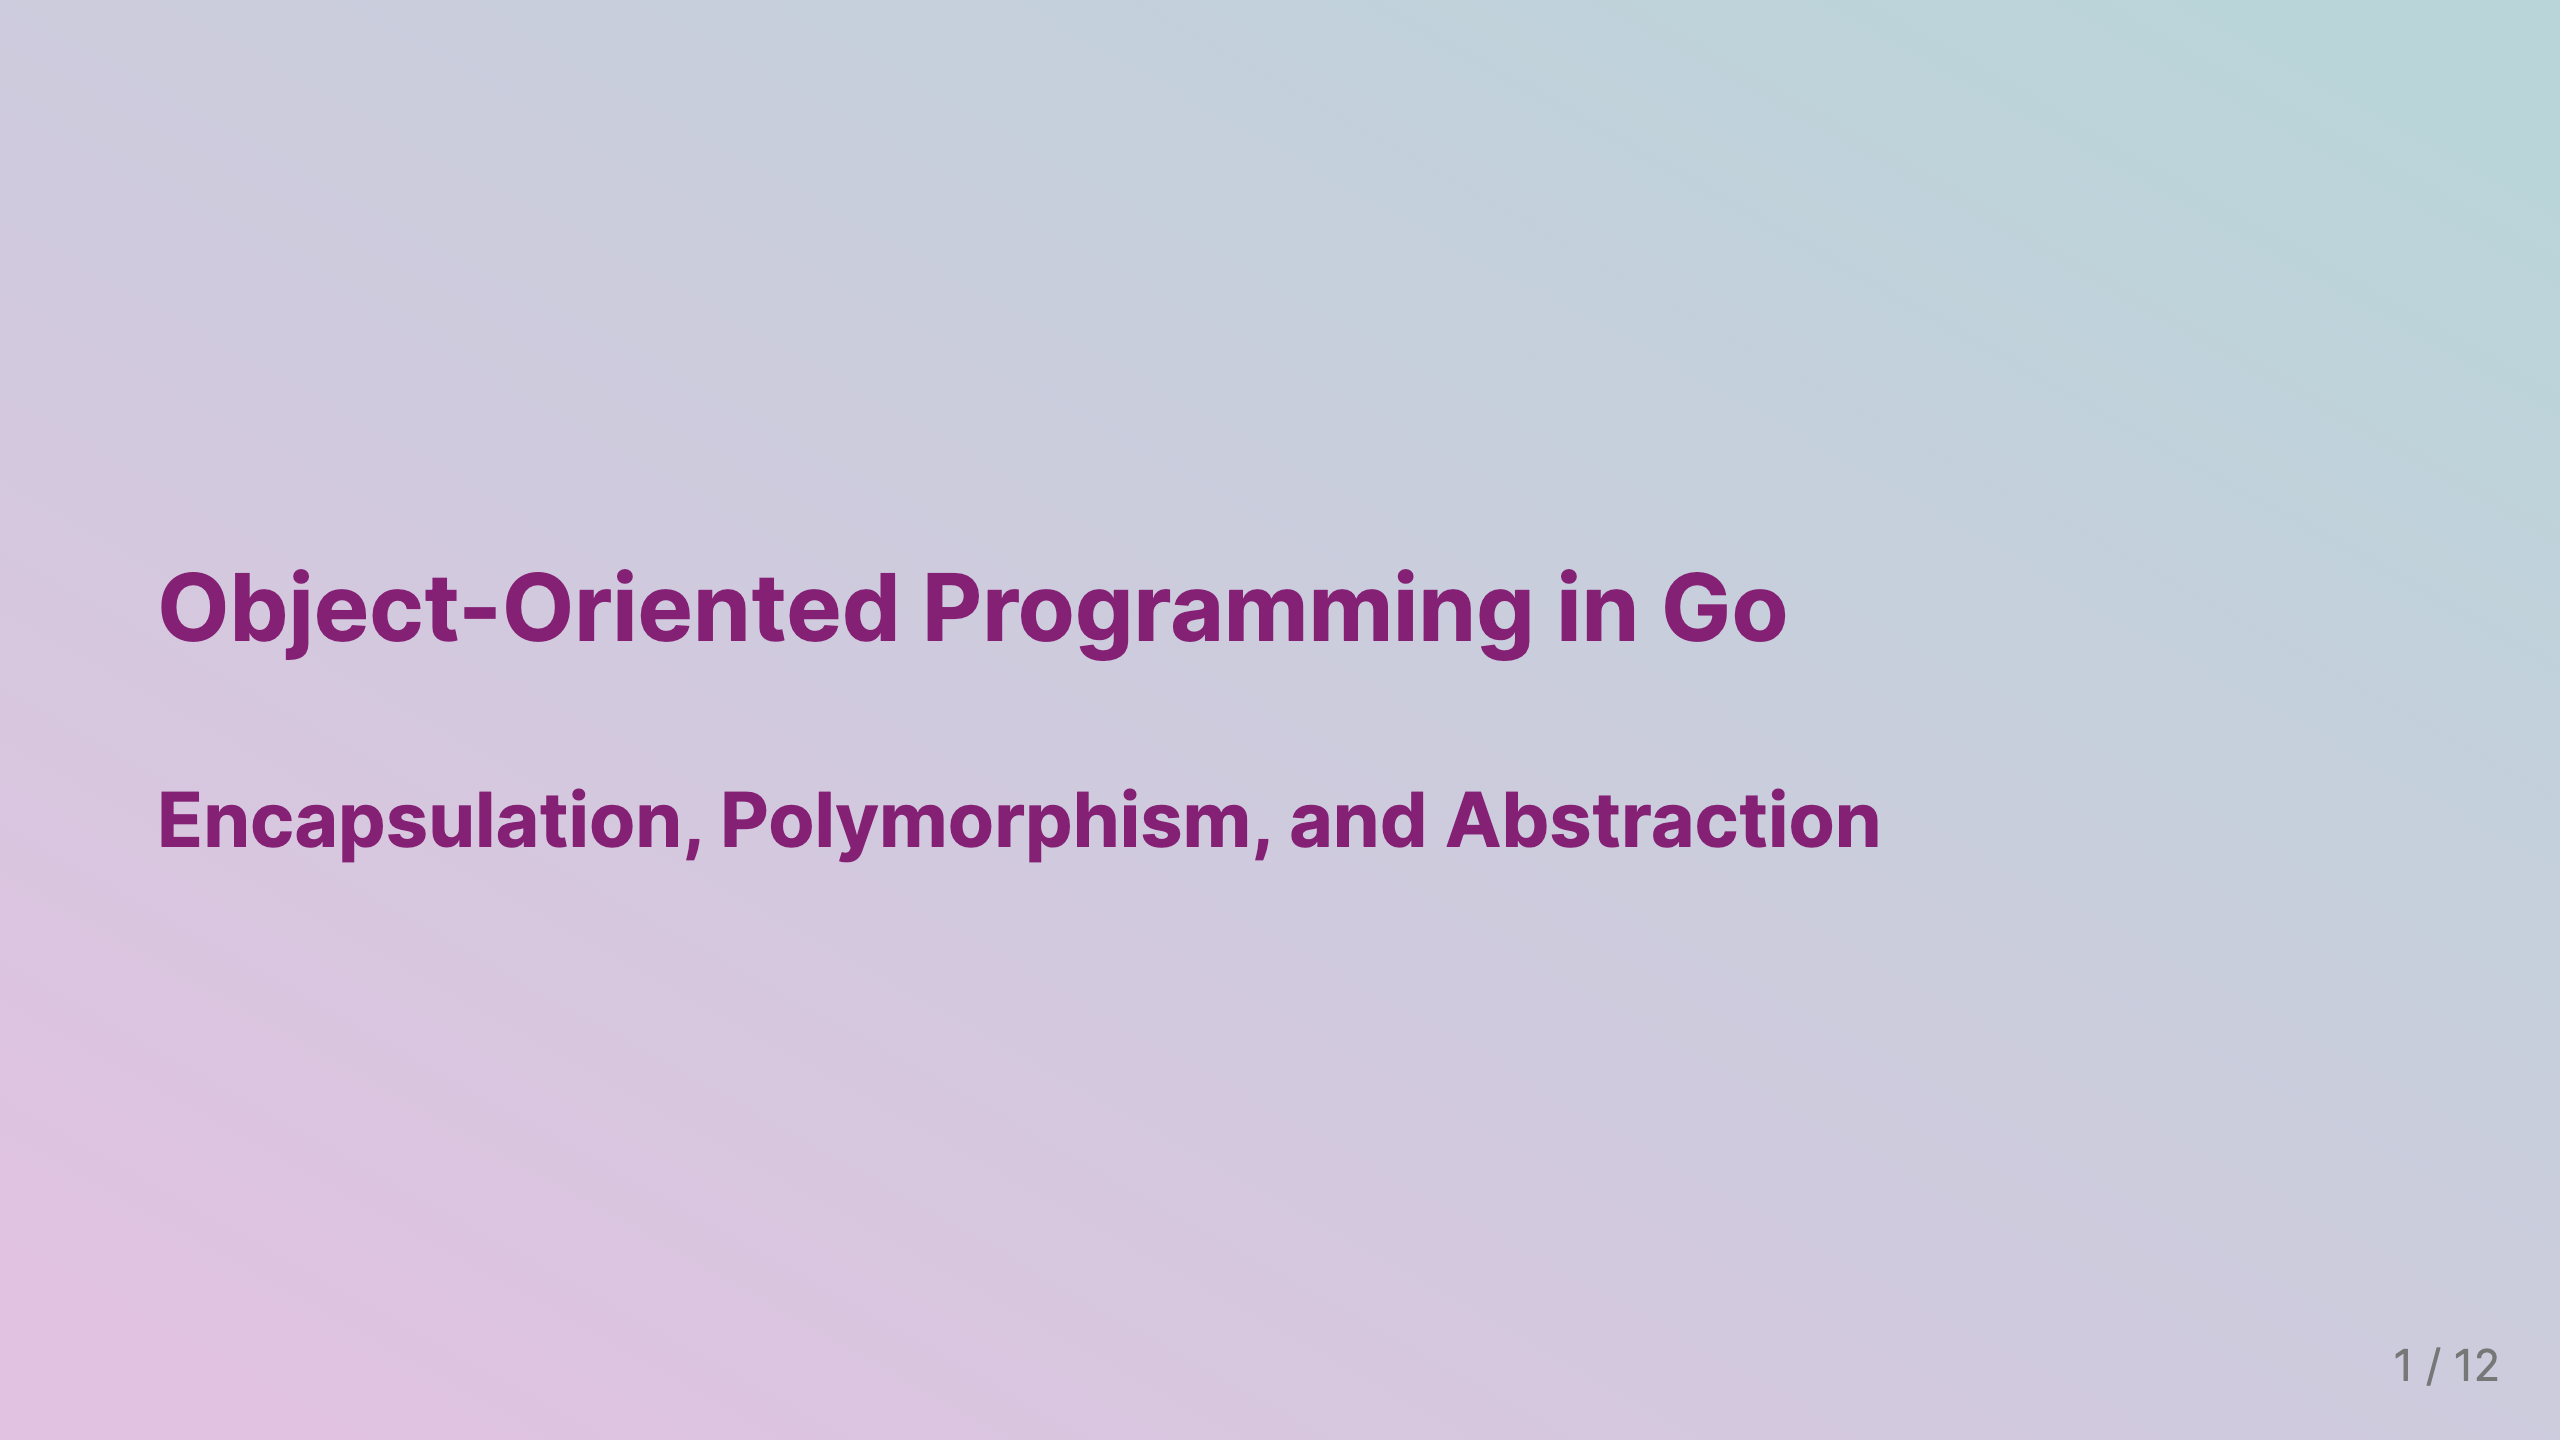 Object-Oriented Programming in Go
Encapsulation, Polymorphism, and Abstraction
1 / 12